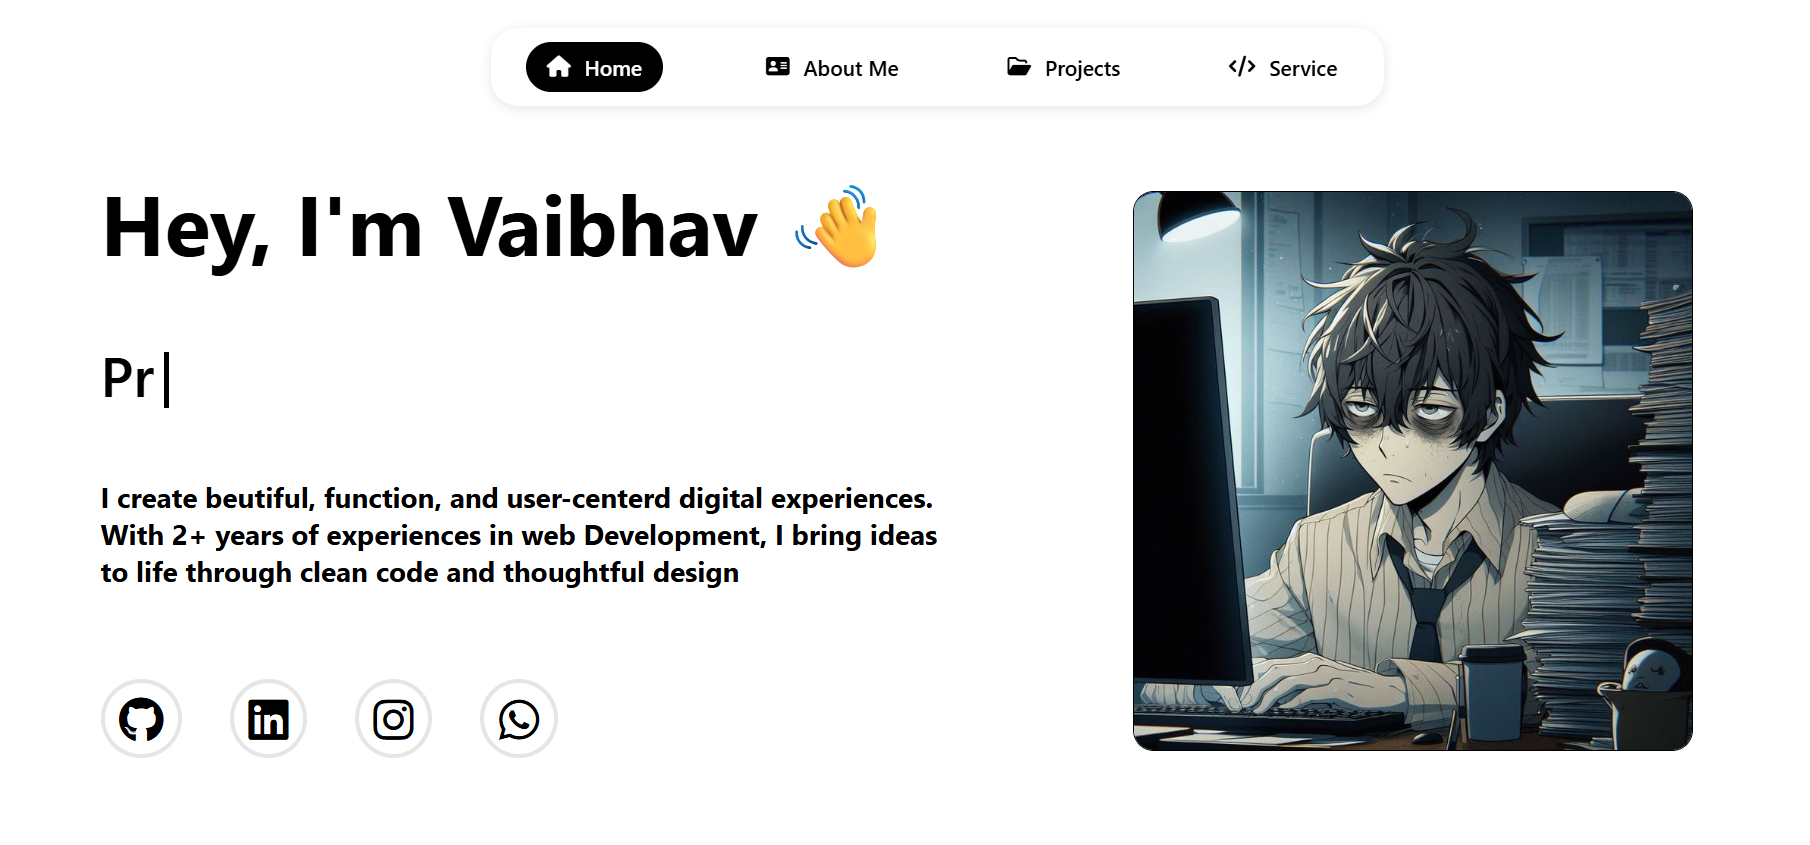 Home
About Me
Projects
Service
Hey, I'm Vaibhav 👋
Pr|
I create beutiful, function, and user-centerd digital experiences.
With 2+ years of experiences in web Development, I bring ideas
to life through clean code and thoughtful design